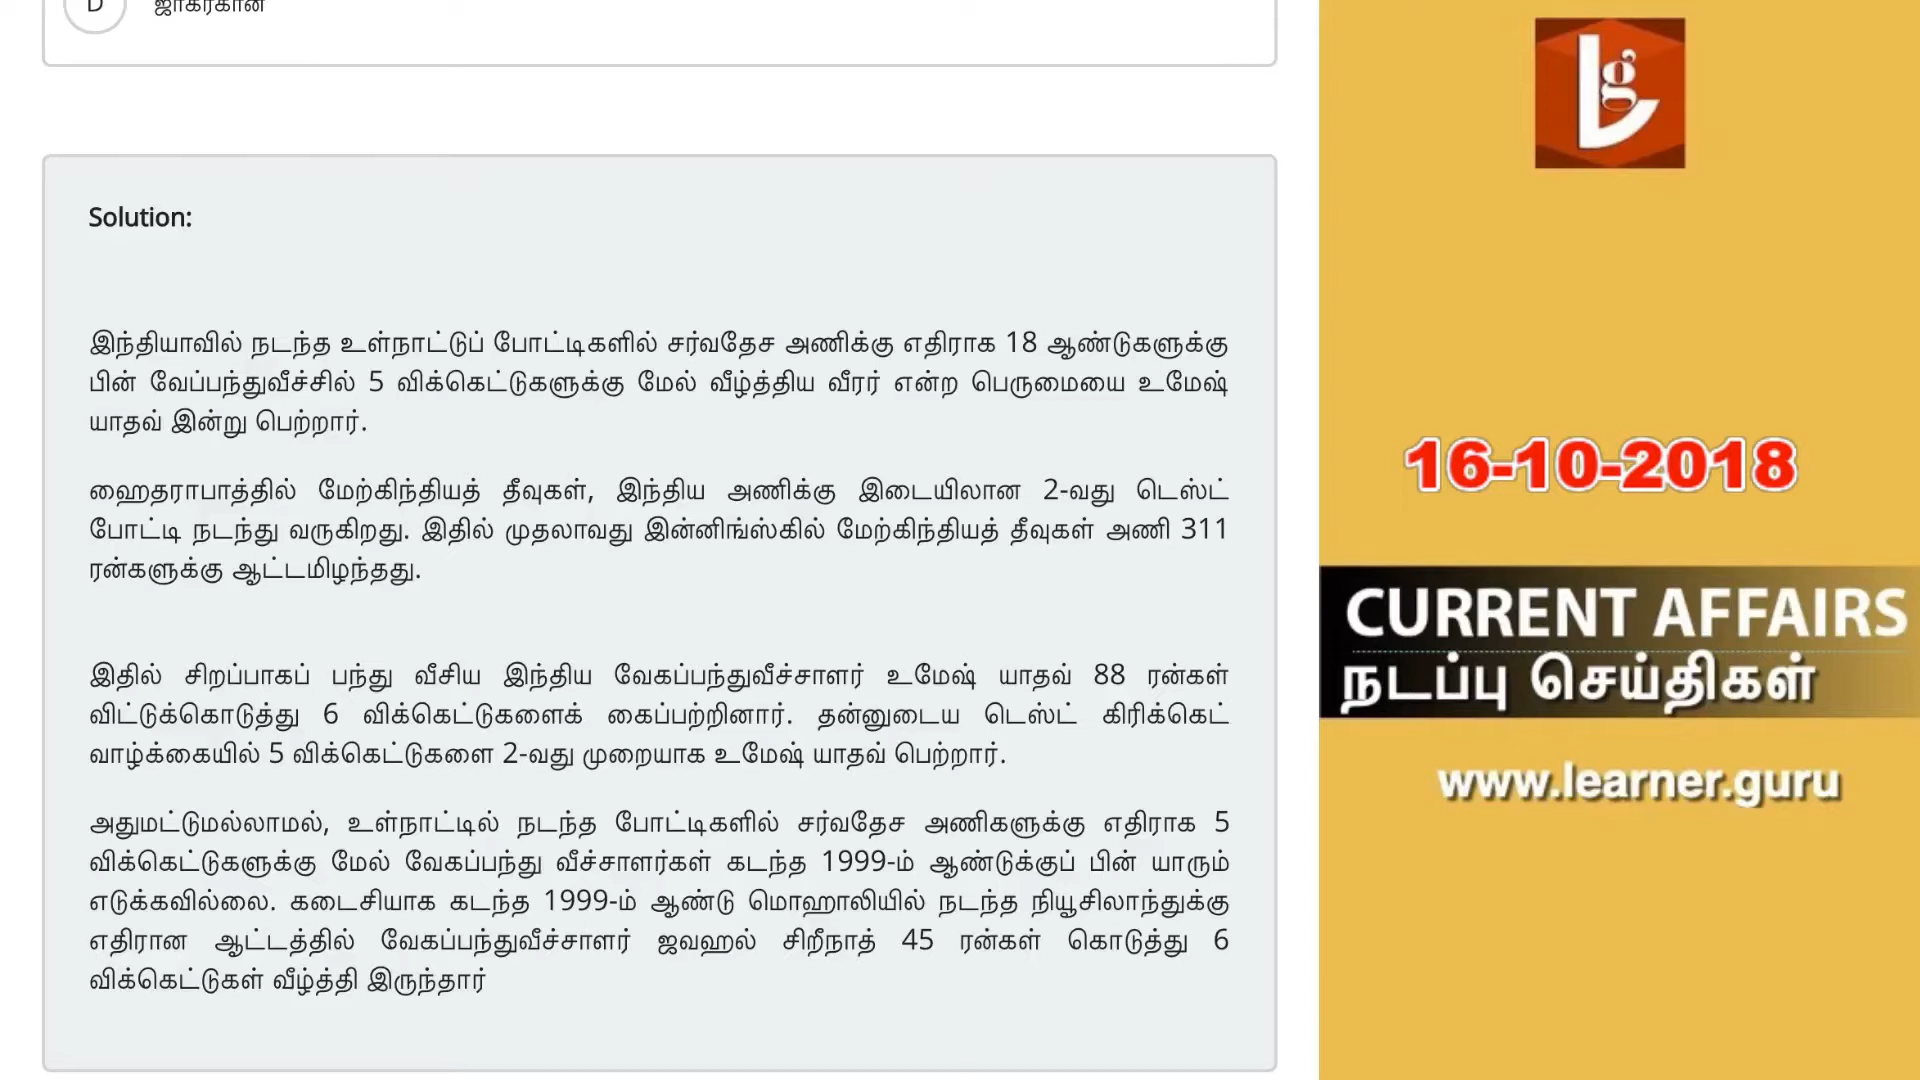 D ஜாகீர்கான்
Solution:
இந்தியாவில் நடந்த உள்நாட்டுப் போட்டிகளில் சர்வதேச அணிக்கு எதிராக 18 ஆண்டுகளுக்கு
பின் வேப்பந்துவீச்சில் 5 விக்கெட்டுகளுக்கு மேல் வீழ்த்திய வீரர் என்ற பெருமையை உமேஷ்
யாதவ் இன்று பெற்றார்.
ஹைதராபாத்தில் மேற்கிந்தியத் தீவுகள், இந்திய அணிக்கு இடையிலான 2-வது டெஸ்ட்
போட்டி நடந்து வருகிறது. இதில் முதலாவது இன்னிங்ஸ்கில் மேற்கிந்தியத் தீவுகள் அணி 311
ரன்களுக்கு ஆட்டமிழந்தது.
இதில் சிறப்பாகப் பந்து வீசிய இந்திய வேகப்பந்துவீச்சாளர் உமேஷ் யாதவ் 88 ரன்கள்
விட்டுக்கொடுத்து 6 விக்கெட்டுகளைக் கைப்பற்றினார். தன்னுடைய டெஸ்ட் கிரிக்கெட்
வாழ்க்கையில் 5 விக்கெட்டுகளை 2-வது முறையாக உமேஷ் யாதவ் பெற்றார்.
அதுமட்டுமல்லாமல், உள்நாட்டில் நடந்த போட்டிகளில் சர்வதேச அணிகளுக்கு எதிராக 5
விக்கெட்டுகளுக்கு மேல் வேகப்பந்து வீச்சாளர்கள் கடந்த 1999-ம் ஆண்டுக்குப் பின் யாரும்
எடுக்கவில்லை. கடைசியாக கடந்த 1999-ம் ஆண்டு மொஹாலியில் நடந்த நியூசிலாந்துக்கு
எதிரான ஆட்டத்தில் வேகப்பந்துவீச்சாளர் ஜவஹல் சிறீநாத் 45 ரன்கள் கொடுத்து 6
விக்கெட்டுகள் வீழ்த்தி இருந்தார்
Lg
16-10-2018
CURRENT AFFAIRS
நடப்பு செய்திகள்
www.learner.guru